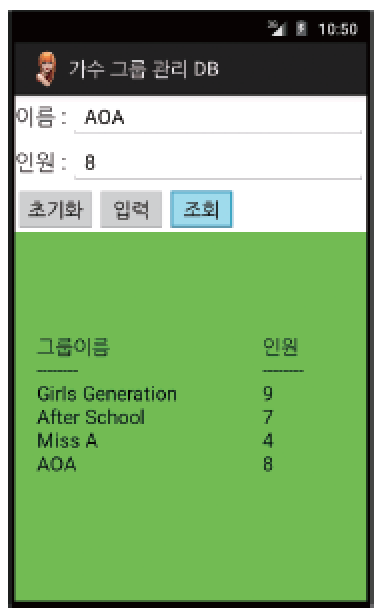 3G 10:50
가수 그룹 관리 DB
이름 : AOA
인원 : 8
초기화 입력 조회
그룹이름 인원
-------- --------
Girls Generation 9
After School 7
Miss A 4
AOA 8